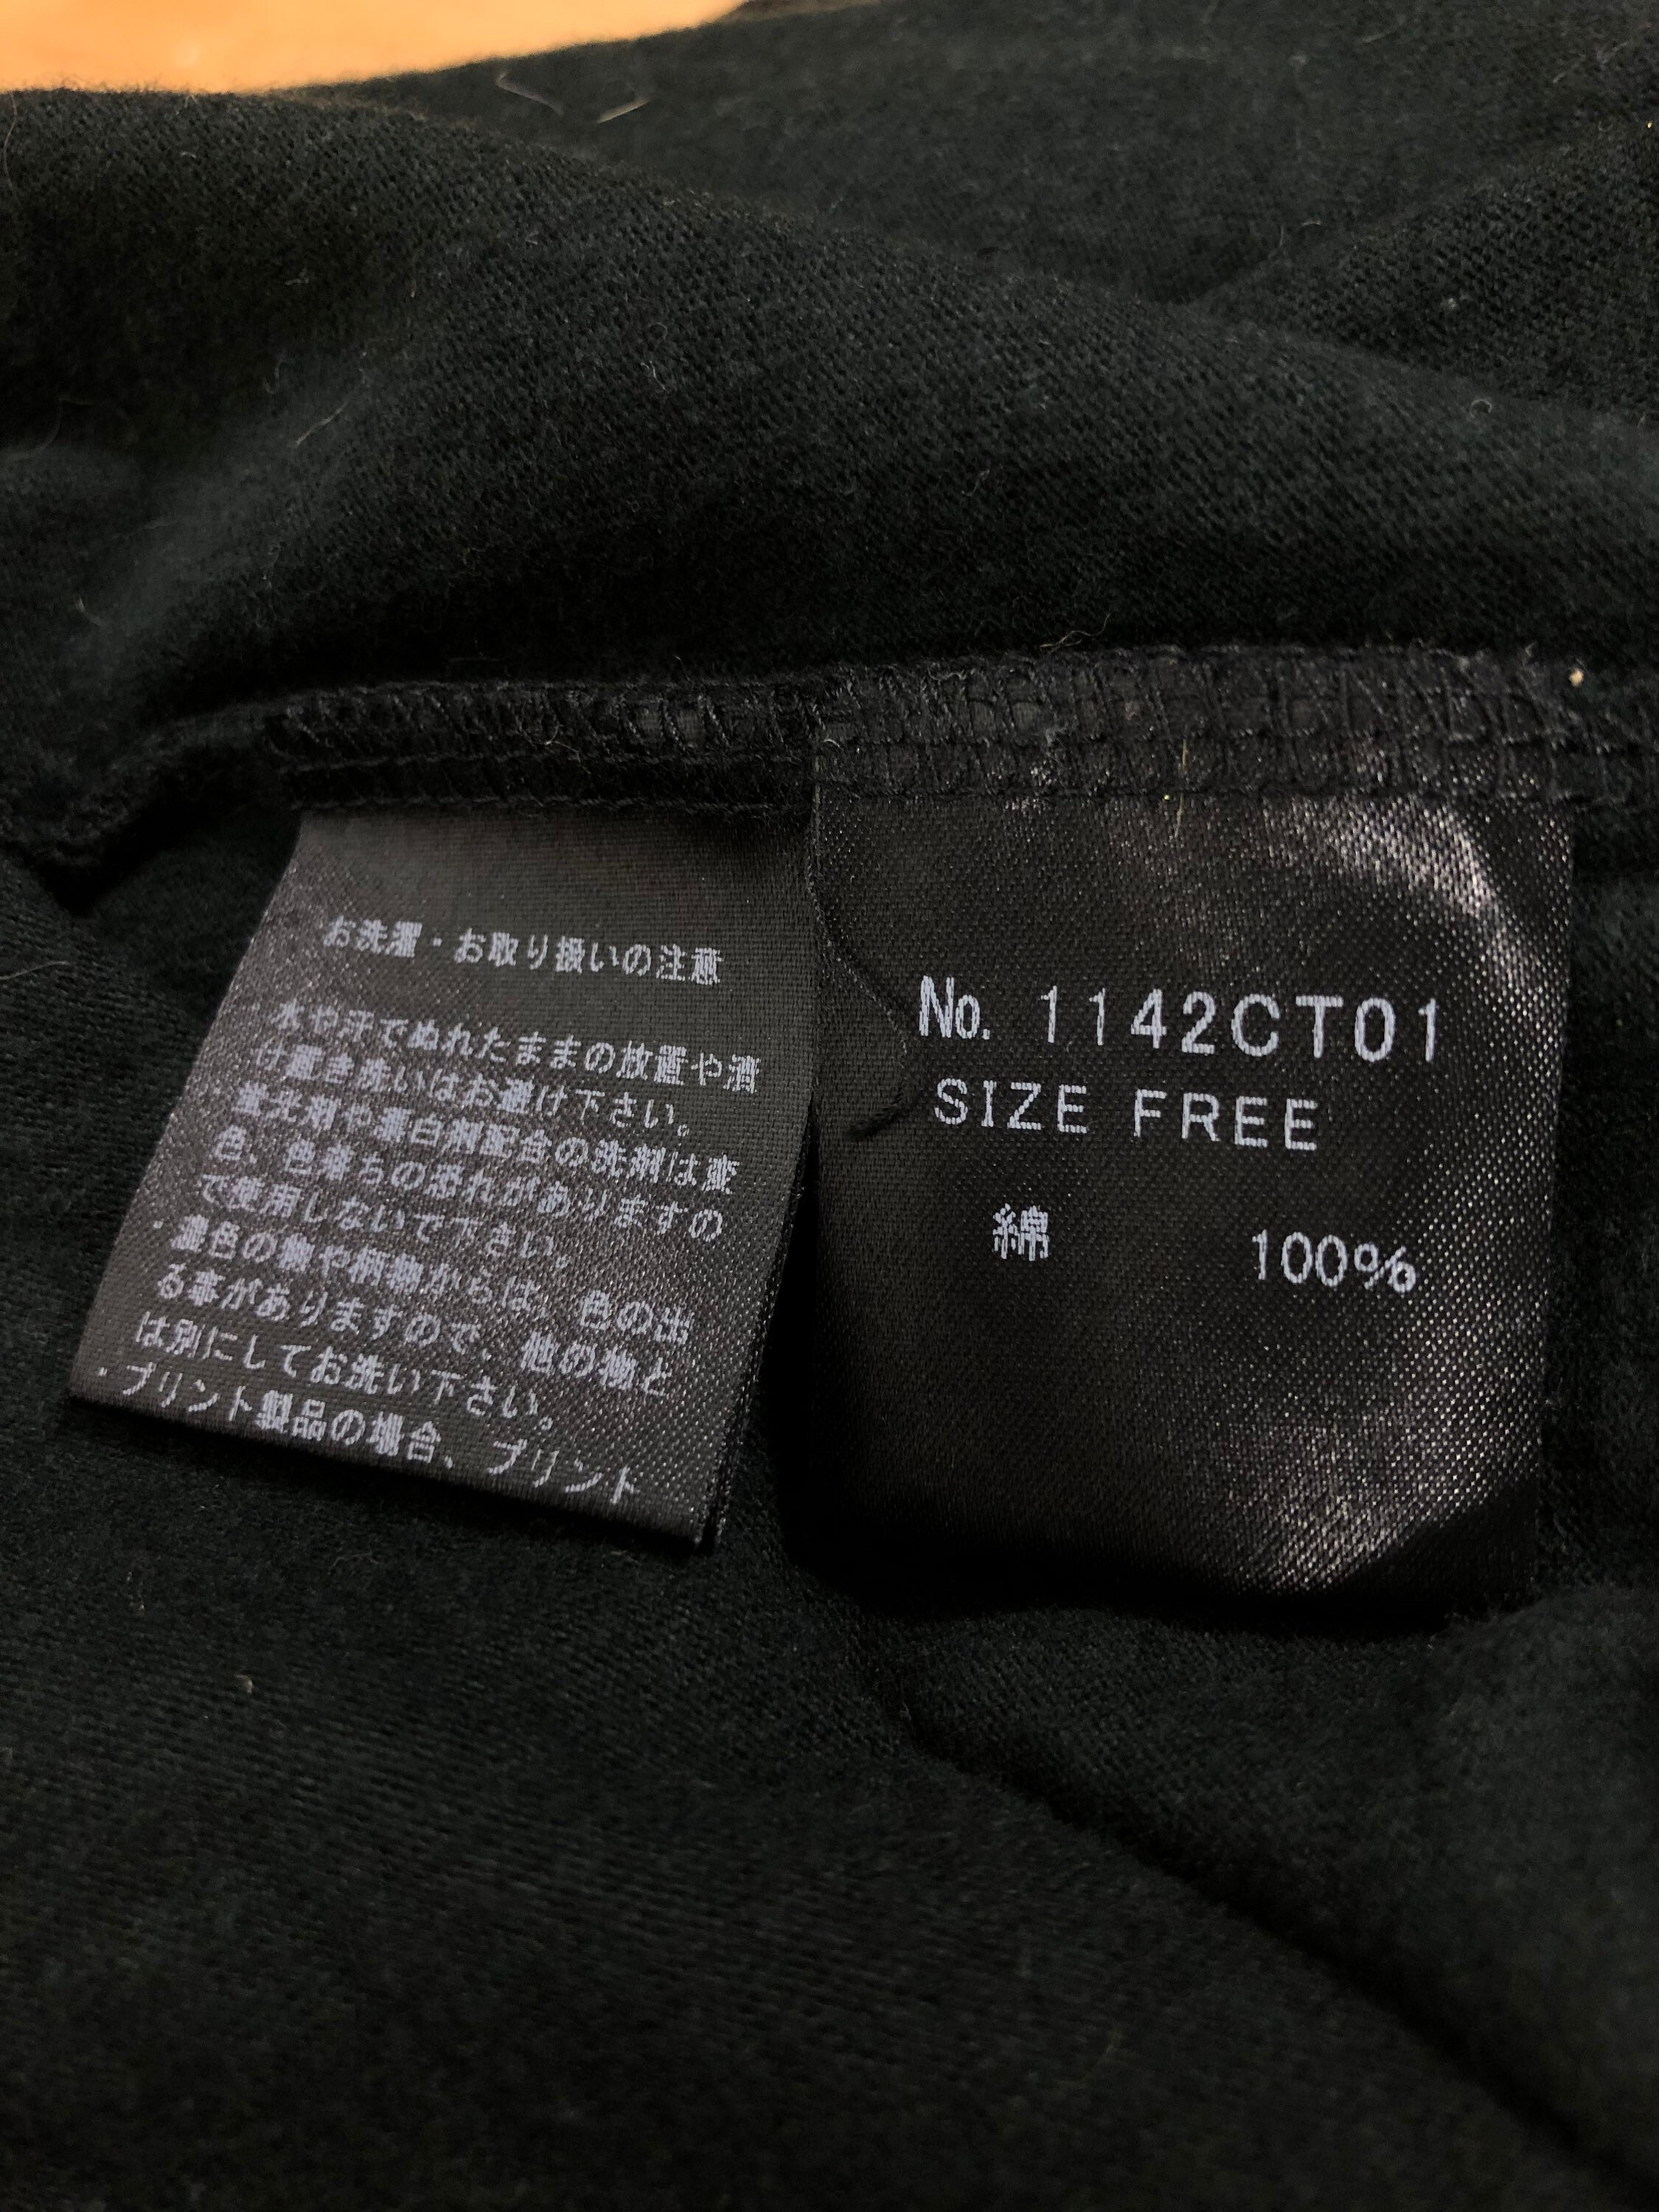 お洗濯・お取り扱いの注意
・水や汗でぬれたままの放置や漬
け置き洗いはお避け下さい。
・蛍光剤や漂白剤配合の洗剤は変
色、色落ちの恐れがありますの
で使用しないで下さい。
・濃色の物や柄物からは、色の出
る事がありますので、他の物と
は別にしてお洗い下さい。
・プリント製品の場合、プリント
No. 1142CT01
SIZE FREE
綿 100%